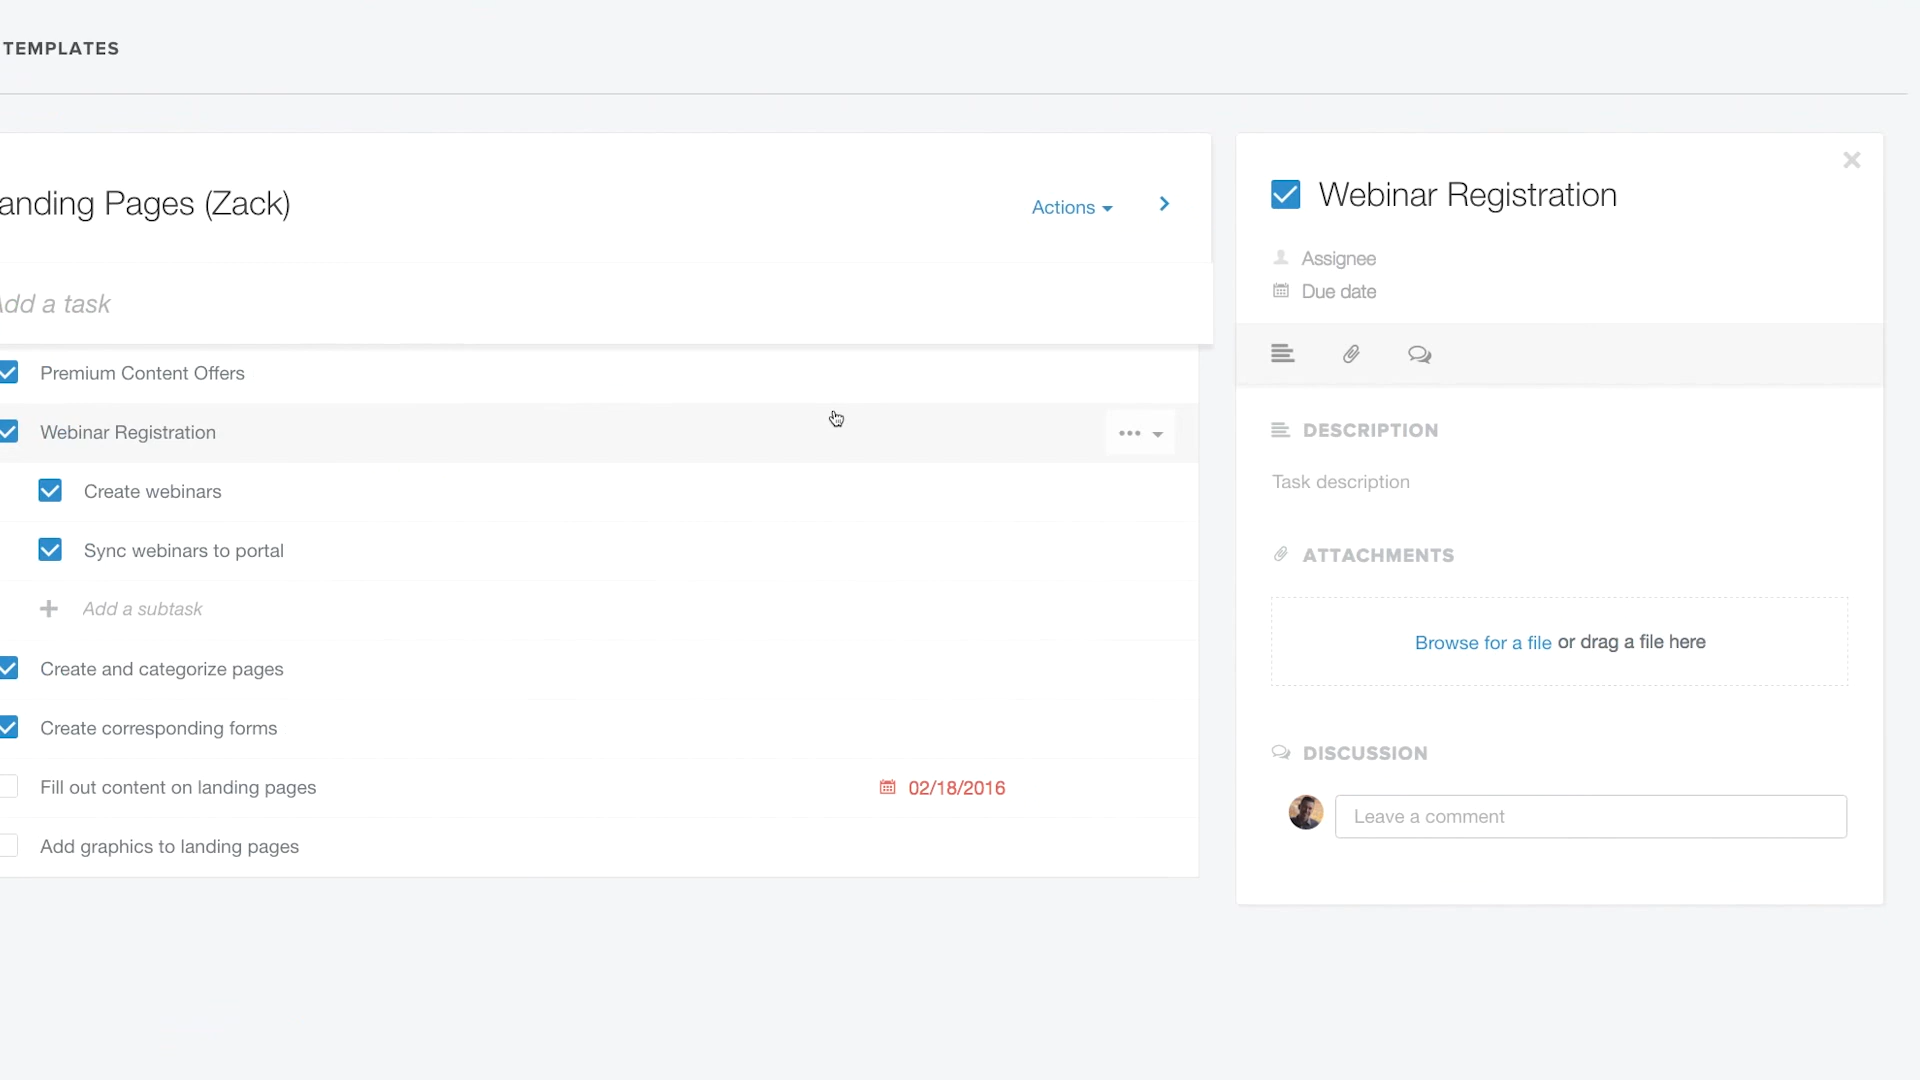 TEMPLATES
anding Pages (Zack)
Actions
Add a task
Premium Content Offers
Webinar Registration
Create webinars
Sync webinars to portal
Add a subtask
Create and categorize pages
Create corresponding forms
Fill out content on landing pages
02/18/2016
Add graphics to landing pages
Webinar Registration
Assignee
Due date
DESCRIPTION
Task description
ATTACHMENTS
Browse for a file or drag a file here
DISCUSSION
Leave a comment